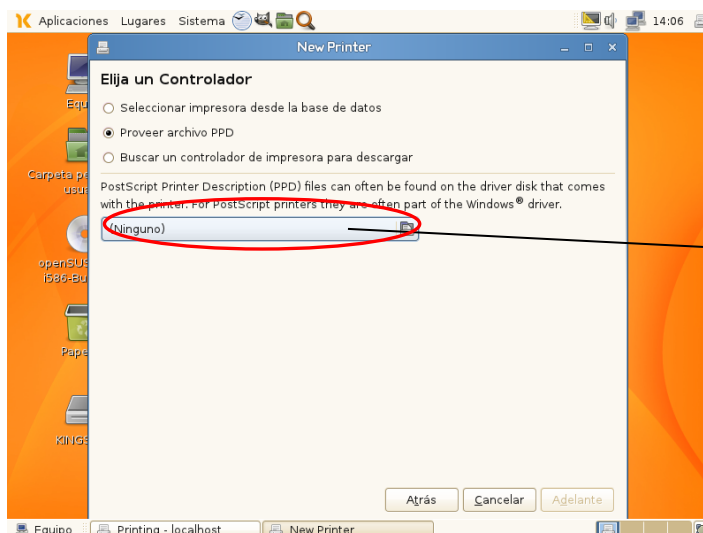 Aplicaciones Lugares Sistema 14:06
New Printer
Elija un Controlador
Seleccionar impresora desde la base de datos
Proveer archivo PPD
Buscar un controlador de impresora para descargar
PostScript Printer Description (PPD) files can often be found on the driver disk that comes
with the printer. For PostScript printers they are often part of the Windows® driver.
(Ninguno)
Equ
Carpeta pe
usua
openSUS
i586-Bu
Pape
KINGS
Atrás Cancelar Adelante
Equipo Printing - localhost New Printer